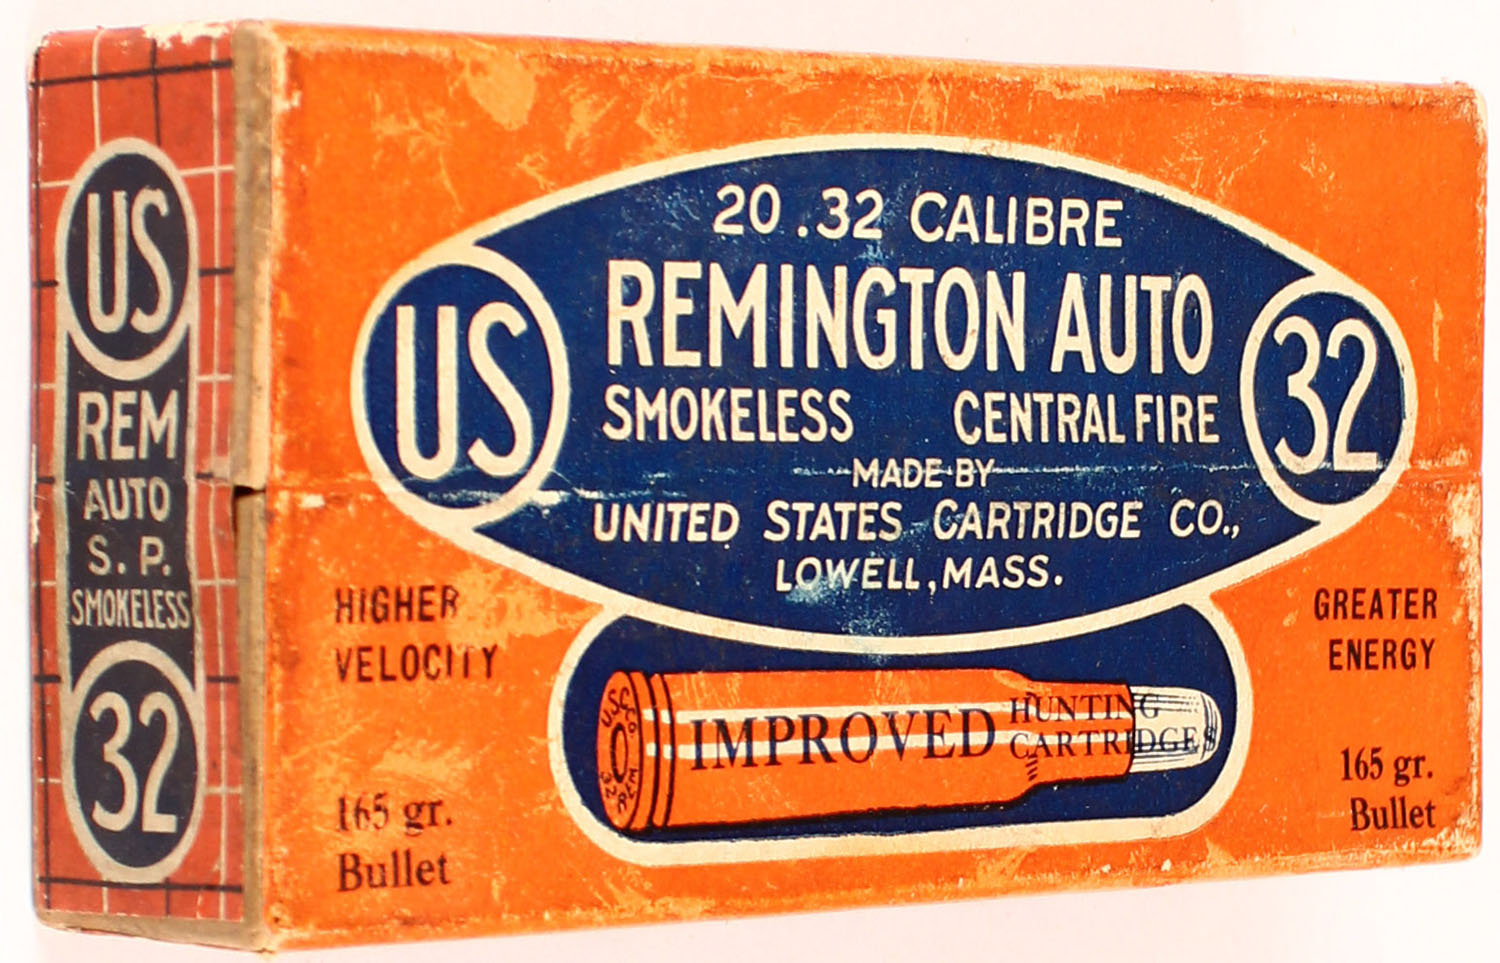 US
REM
AUTO
S. P.
SMOKELESS
32
20 .32 CALIBRE
REMINGTON AUTO
US
32
SMOKELESS CENTRAL FIRE
MADE BY
UNITED STATES CARTRIDGE CO.,
LOWELL, MASS.
HIGHER
VELOCITY
165 gr.
Bullet
IMPROVED HUNTING
CARTRIDGES
GREATER
ENERGY
165 gr.
Bullet